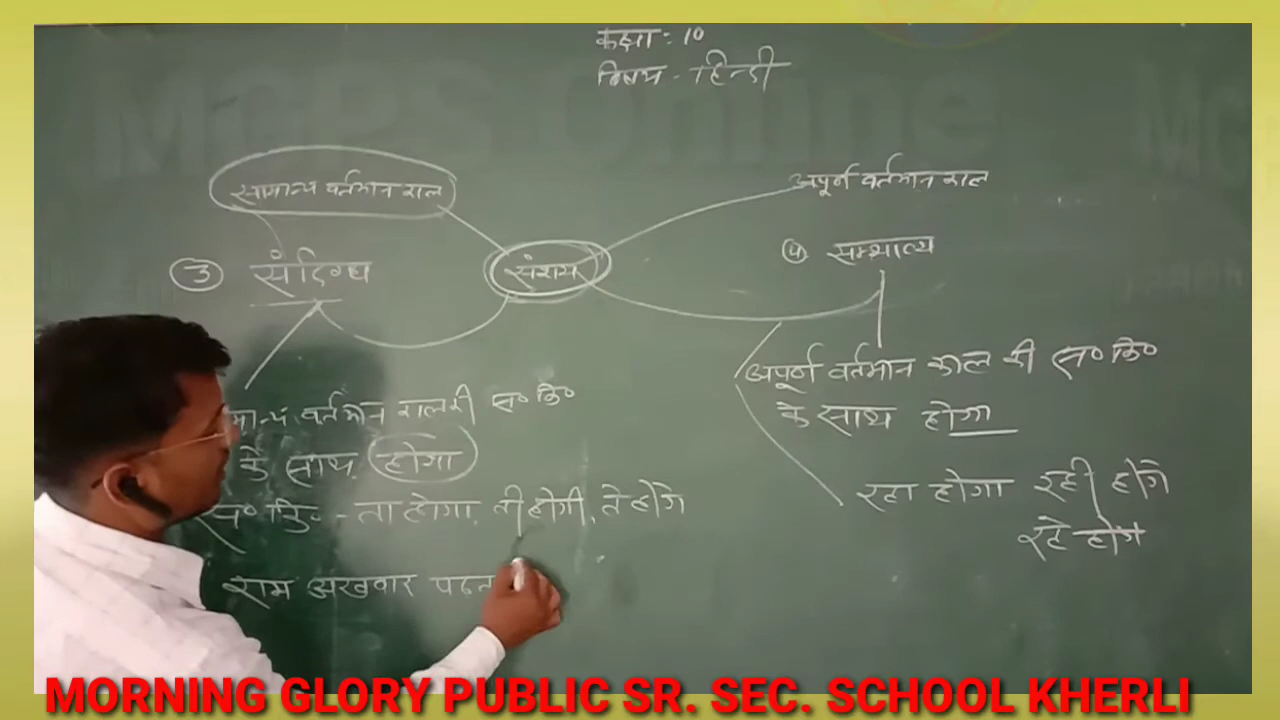 कक्षा:- 10
विषय - हिन्दी
सामान्य वर्तमान काल
अपूर्ण वर्तमान काल
संशय
3 संदिग्ध
4 सम्भाव्य
मान्य वर्तमान काल की स० क्रि०
के साथ होगा
स० क्रि० - ता होगा, ती होगी, ते होंगे
राम अखबार पढता
अपूर्ण वर्तमान काल की स० क्रि०
के साथ होगा
रहा होगा रही होगे
रहे होंगे
MORNING GLORY PUBLIC SR. SEC. SCHOOL KHERLI